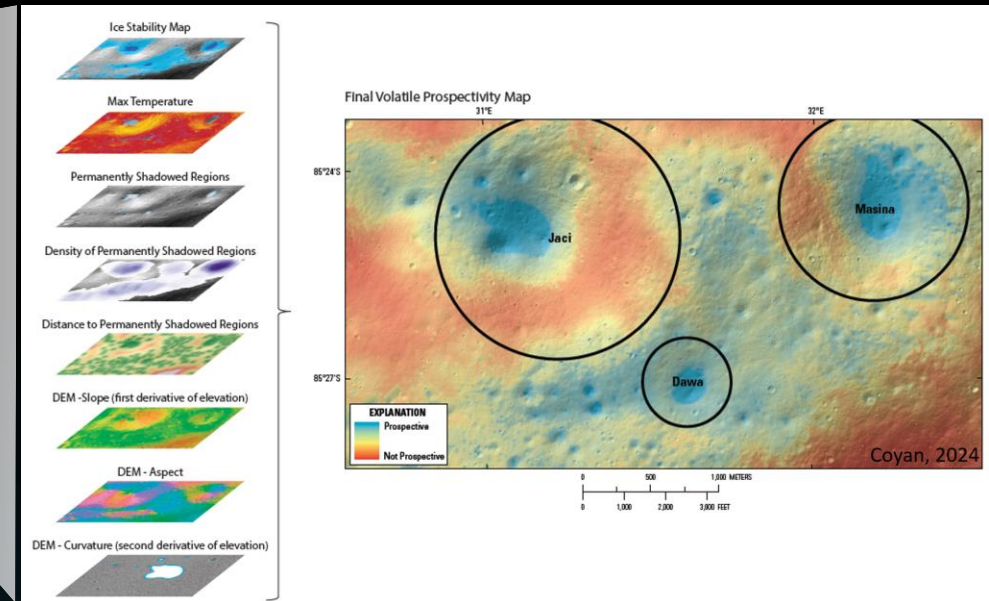 Ice Stability Map
Max Temperature
Permanently Shadowed Regions
Density of Permanently Shadowed Regions
Distance to Permanently Shadowed Regions
DEM -Slope (first derivative of elevation)
DEM - Aspect
DEM - Curvature (second derivative of elevation)
Final Volatile Prospectivity Map
31°E 32°E
85°24'S
Masina
Jaci
85°27'S
Dawa
EXPLANATION
Prospective
Not Prospective
Coyan, 2024
0 500 1,000 METERS
0 1,000 2,000 3,000 FEET